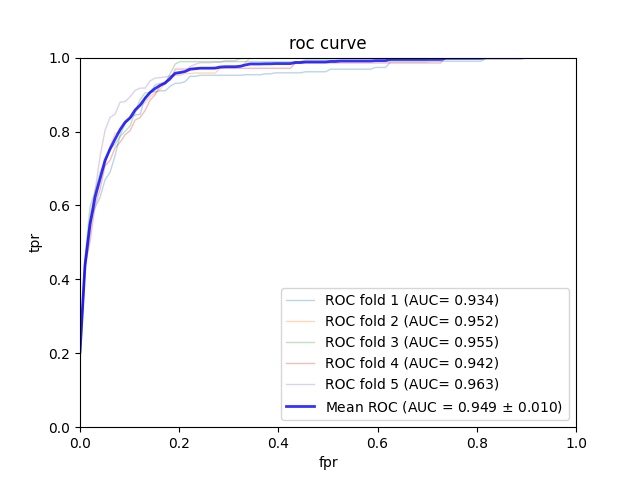 roc curve
1.0
0.8
0.6
0.4
0.2
0.0
tpr
ROC fold 1 (AUC= 0.934)
ROC fold 2 (AUC= 0.952)
ROC fold 3 (AUC= 0.955)
ROC fold 4 (AUC= 0.942)
ROC fold 5 (AUC= 0.963)
Mean ROC (AUC = 0.949 ± 0.010)
0.0 0.2 0.4 0.6 0.8 1.0
fpr